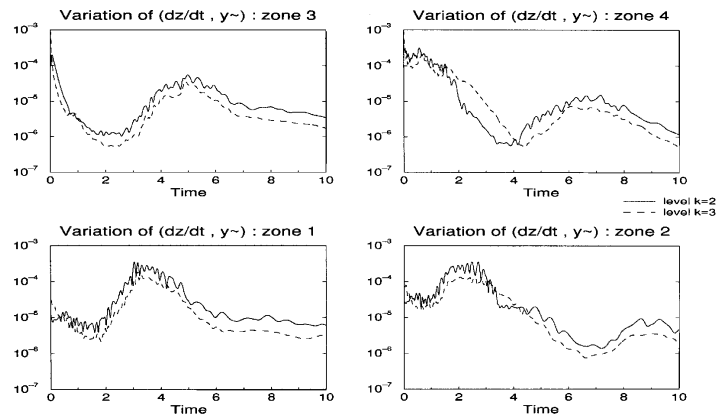 Variation of (dz/dt , y~) : zone 3
10⁻³
10⁻⁴
10⁻⁵
10⁻⁶
10⁻⁷
0 2 4 6 8 10
Time
Variation of (dz/dt , y~) : zone 4
10⁻³
10⁻⁴
10⁻⁵
10⁻⁶
10⁻⁷
0 2 4 6 8 10
Time
level k=2
level k=3
Variation of (dz/dt , y~) : zone 1
10⁻³
10⁻⁴
10⁻⁵
10⁻⁶
10⁻⁷
0 2 4 6 8 10
Time
Variation of (dz/dt , y~) : zone 2
10⁻³
10⁻⁴
10⁻⁵
10⁻⁶
10⁻⁷
0 2 4 6 8 10
Time